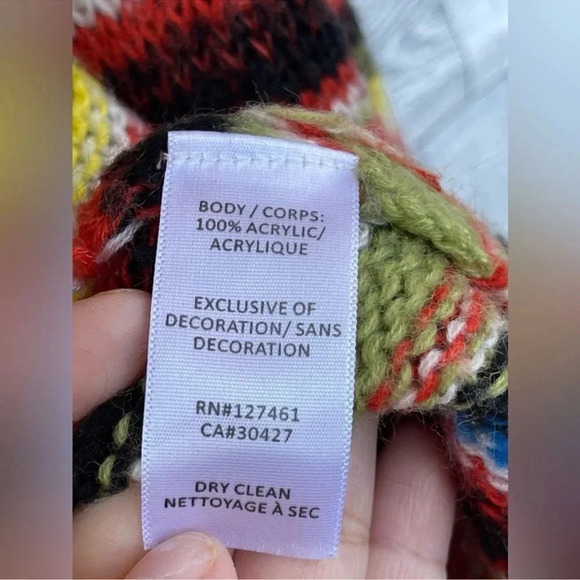 BODY / CORPS:
100% ACRYLIC/
ACRYLIQUE
EXCLUSIVE OF
DECORATION/ SANS
DECORATION
RN#127461
CA#30427
DRY CLEAN
NETTOYAGE À SEC